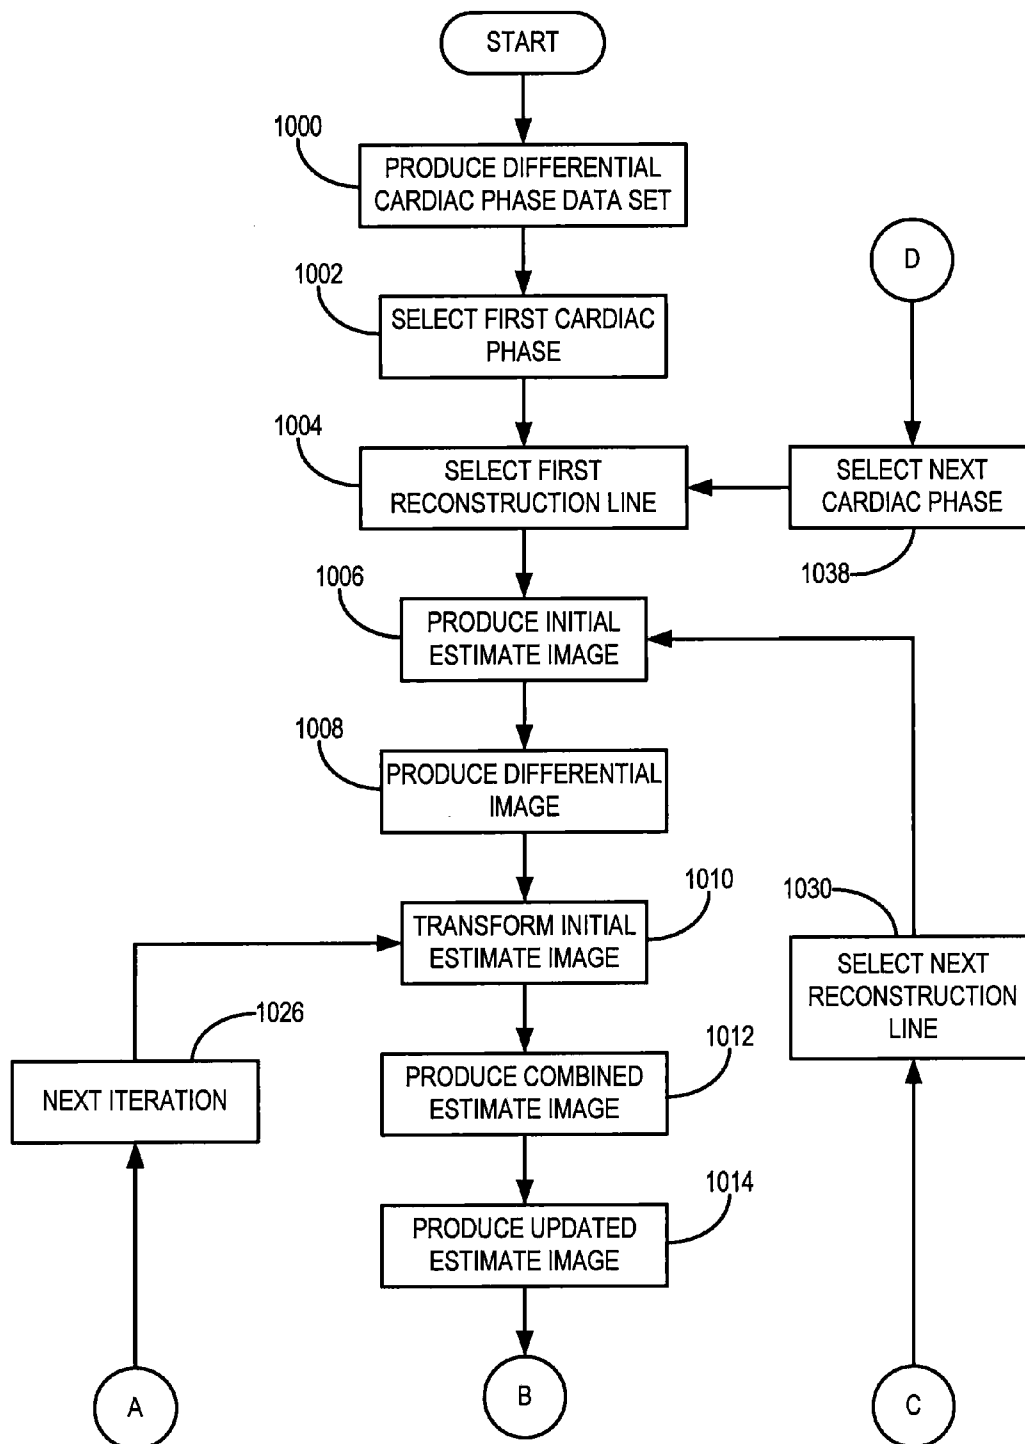 START
1000
PRODUCE DIFFERENTIAL
CARDIAC PHASE DATA SET
D
1002
SELECT FIRST CARDIAC
PHASE
1004
SELECT FIRST
RECONSTRUCTION LINE
SELECT NEXT
CARDIAC PHASE
1038
1006
PRODUCE INITIAL
ESTIMATE IMAGE
1008
PRODUCE DIFFERENTIAL
IMAGE
1010
TRANSFORM INITIAL
ESTIMATE IMAGE
1030
SELECT NEXT
RECONSTRUCTION
LINE
1026
NEXT ITERATION
1012
PRODUCE COMBINED
ESTIMATE IMAGE
1014
PRODUCE UPDATED
ESTIMATE IMAGE
A
B
C